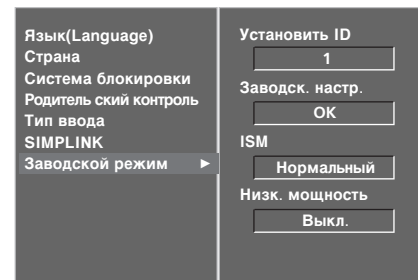 Язык(Language)
Страна
Система блокировки
Родитель ский контроль
Тип ввода
SIMPLINK
Заводской режим ►
Установить ID
1
Заводск. настр.
ОК
ISM
Нормальный
Низк. мощность
Выкл.